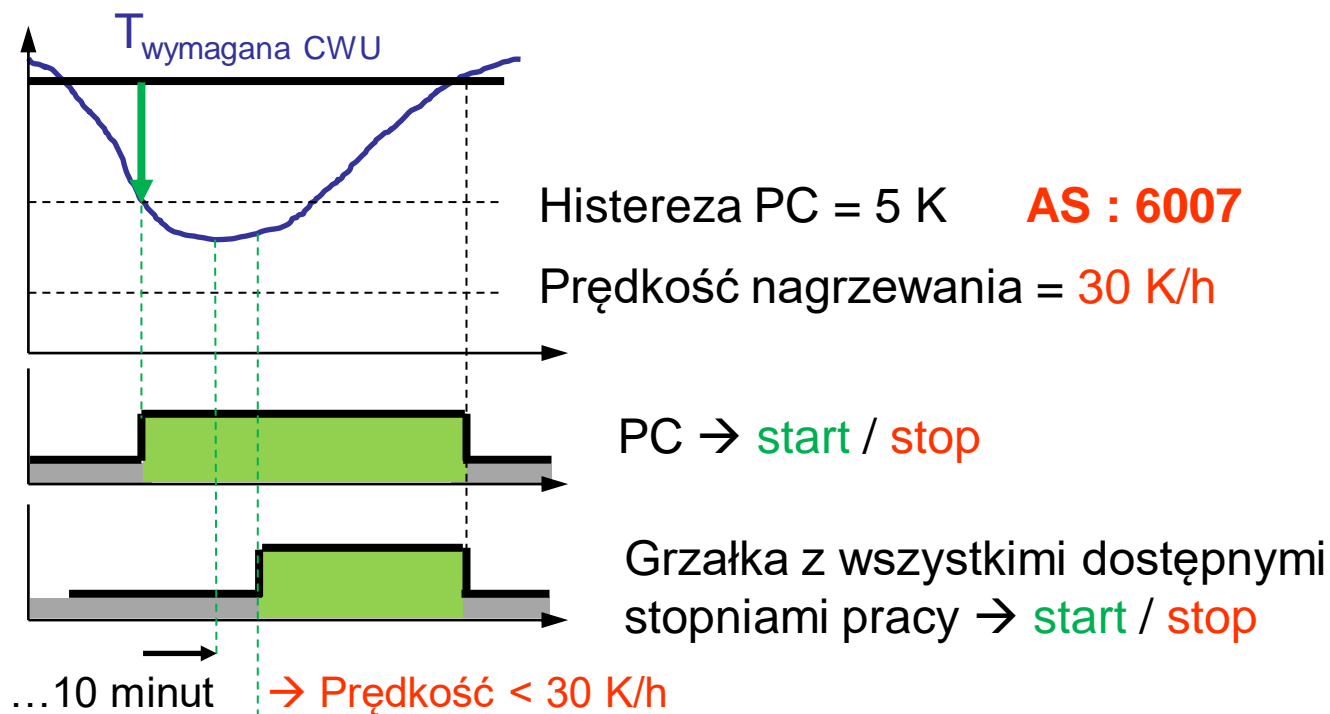 T wymagana CWU
Histereza PC = 5 K AS : 6007
Prędkość nagrzewania = 30 K/h
PC → start / stop
Grzałka z wszystkimi dostępnymi
stopniami pracy → start / stop
…10 minut → Prędkość < 30 K/h